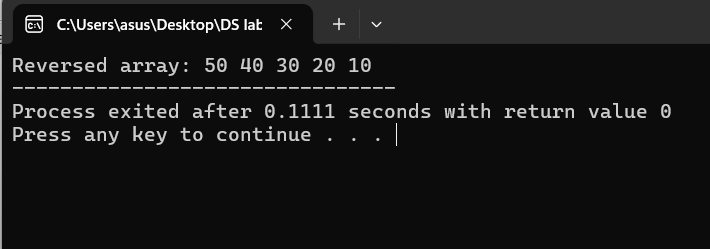 C:\Users\asus\Desktop\DS lab
Reversed array: 50 40 30 20 10
--------------------------------
Process exited after 0.1111 seconds with return value 0
Press any key to continue . . .